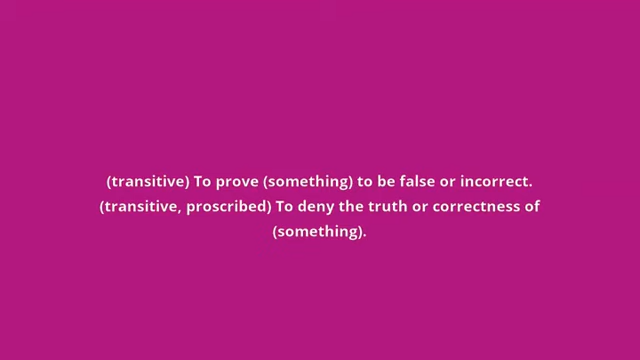 (transitive) To prove (something) to be false or incorrect.
(transitive, proscribed) To deny the truth or correctness of
(something).